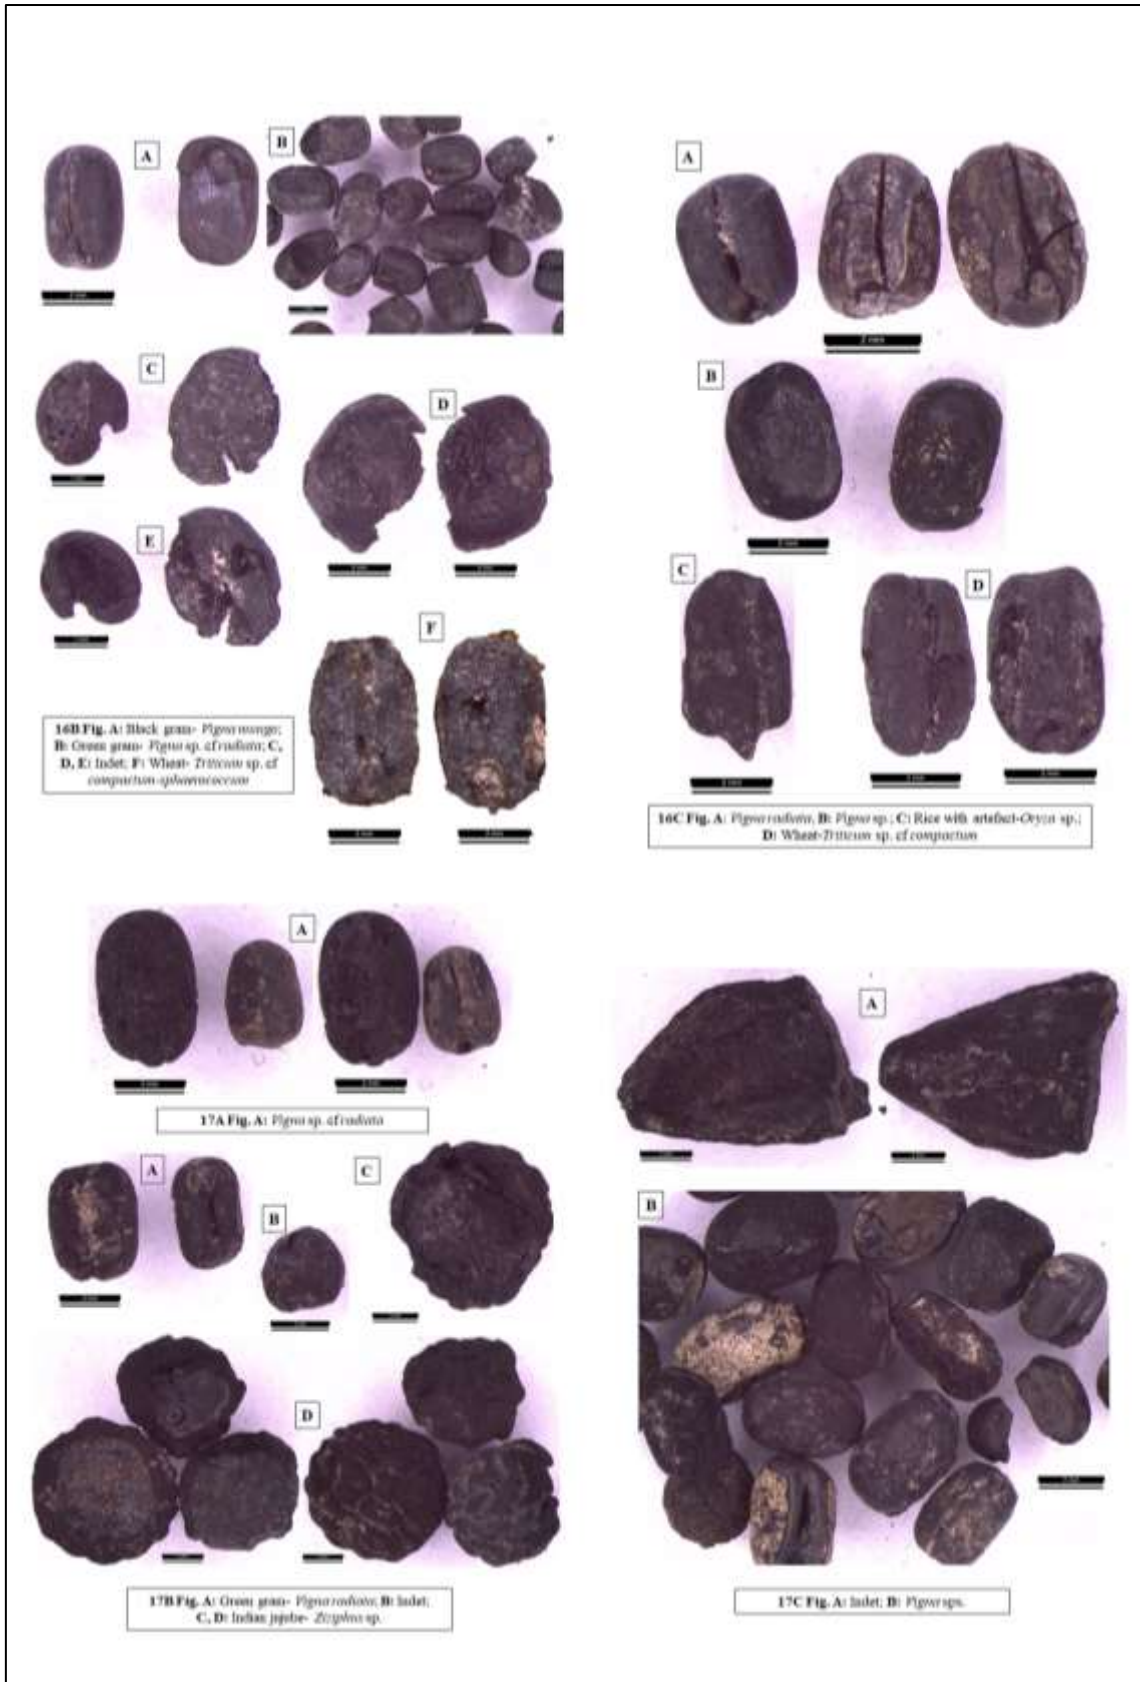 A
B
C
D
E
F
16B Fig. A: Black gram- Vigna mungo;
B: Green gram- Vigna sp. cf radiata; C,
D, E: Indet; F: Wheat- Triticum sp. cf
compactum-sphaerococcum
A
2 mm
B
C
D
16C Fig. A: Vigna radiata, B: Vigna sp.; C: Rice with artefact-Oryza sp.;
D: Wheat-Triticum sp. cf compactum
A
17A Fig. A: Vigna sp. cf radiata
A
B
C
D
17B Fig. A: Green gram- Vigna radiata; B: Indet;
C, D: Indian jujube- Ziziphus sp.
A
B
17C Fig. A: Indet; B: Vigna sps.